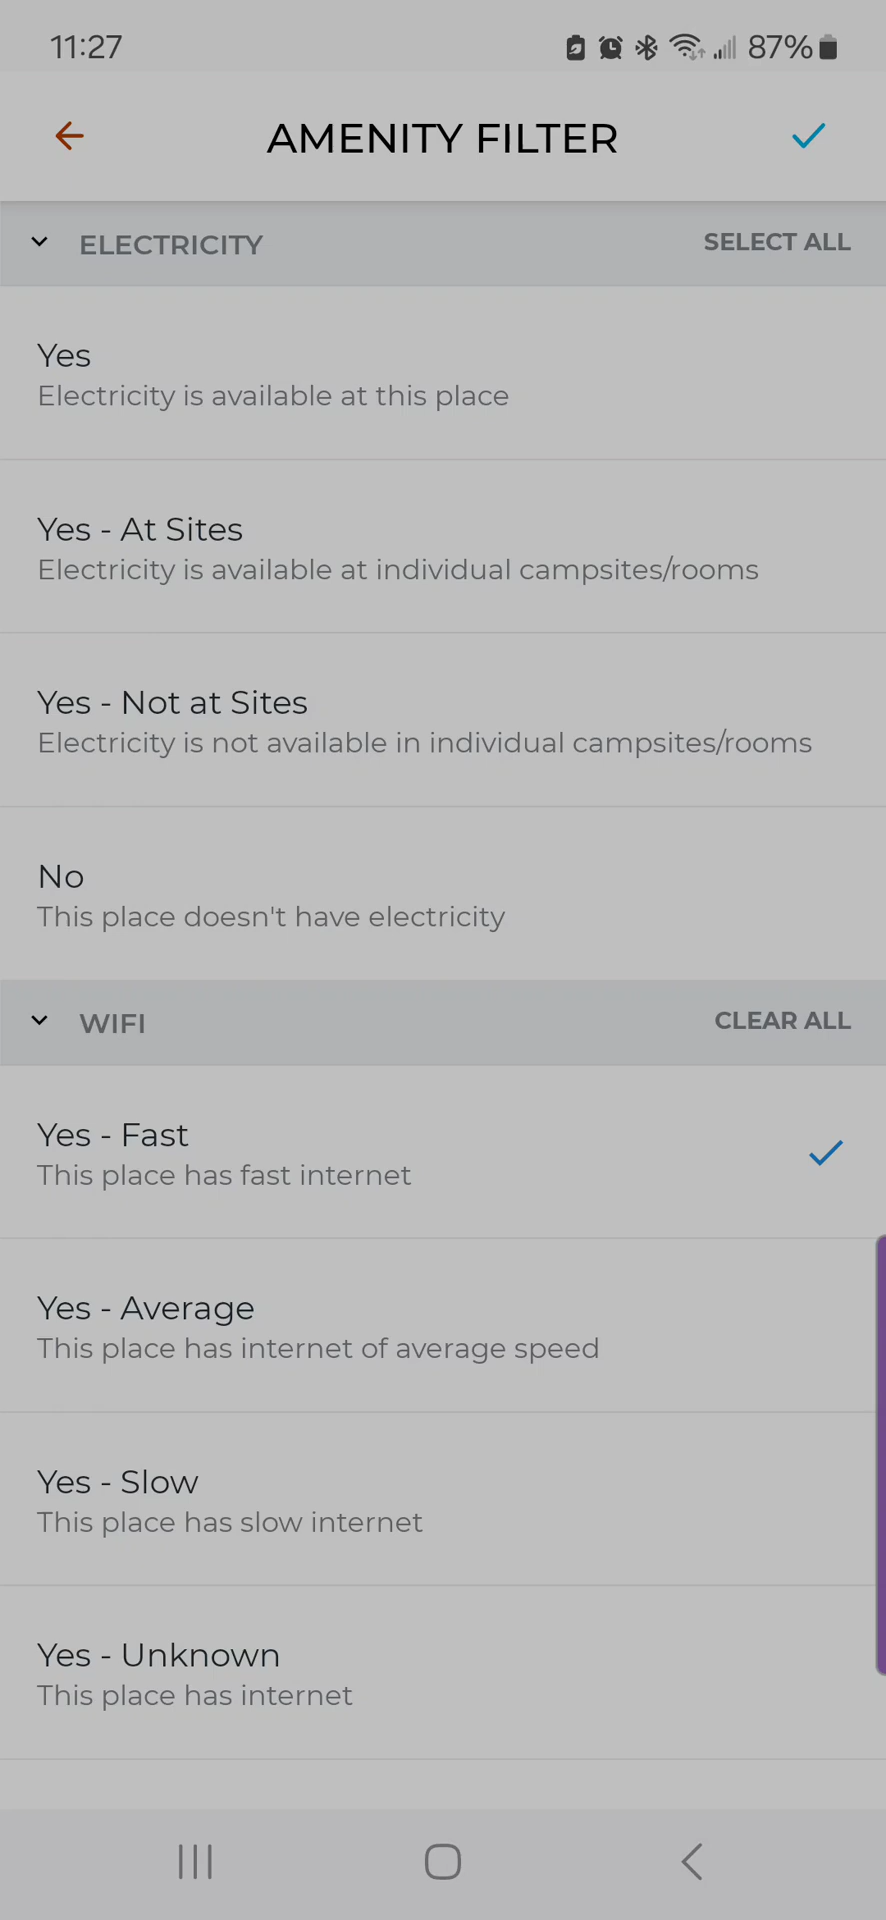 11:27
87%
AMENITY FILTER
ELECTRICITY
SELECT ALL
Yes
Electricity is available at this place
Yes - At Sites
Electricity is available at individual campsites/rooms
Yes - Not at Sites
Electricity is not available in individual campsites/rooms
No
This place doesn't have electricity
WIFI
CLEAR ALL
Yes - Fast
This place has fast internet
Yes - Average
This place has internet of average speed
Yes - Slow
This place has slow internet
Yes - Unknown
This place has internet